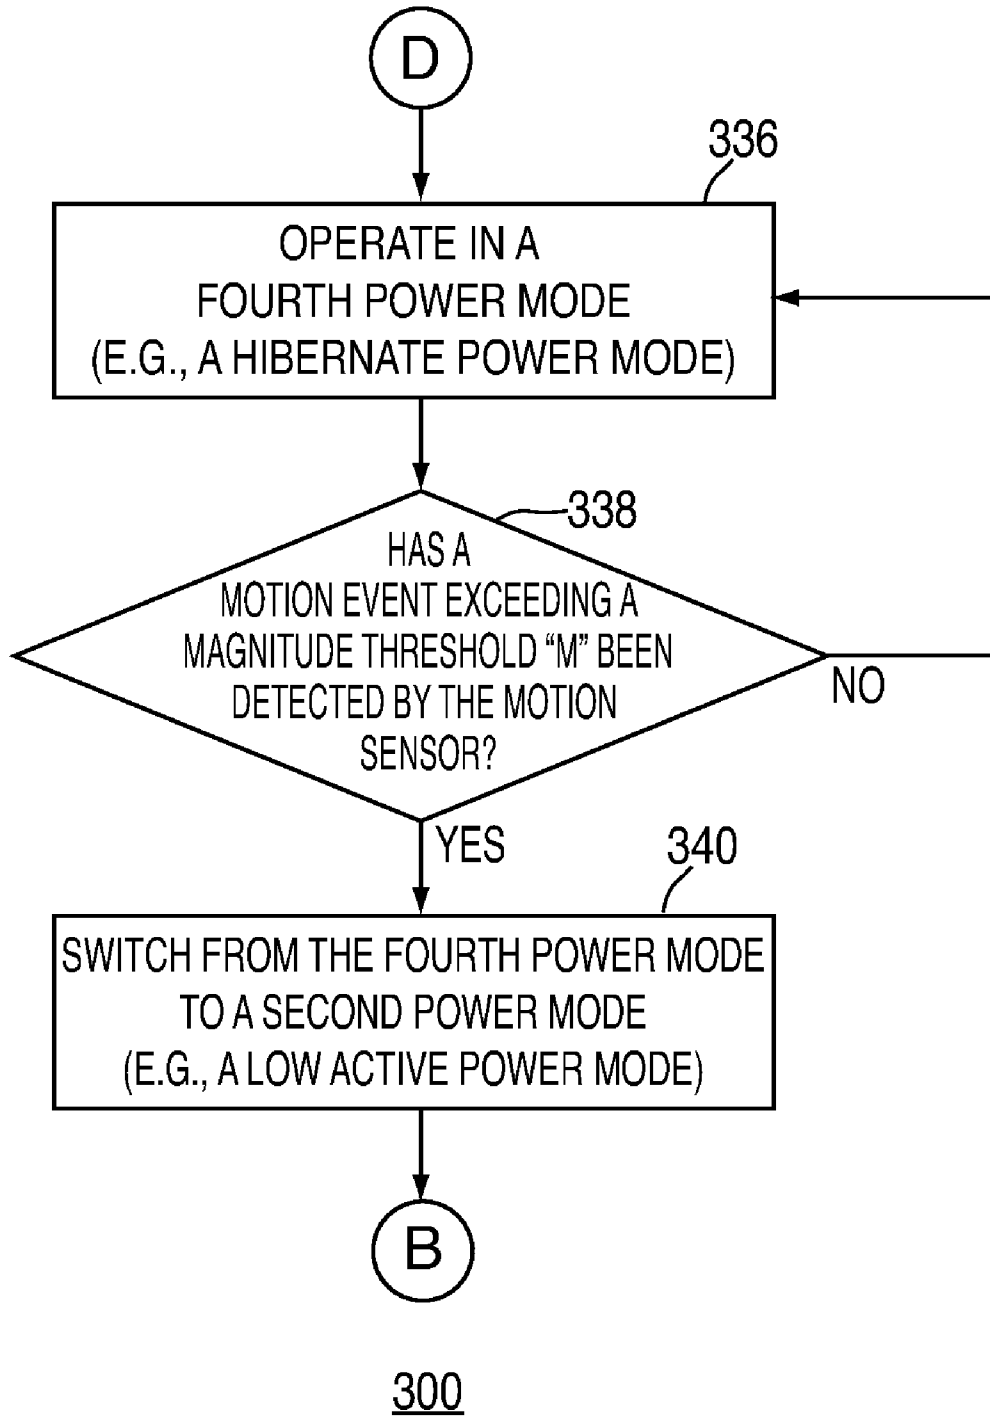 D
336
OPERATE IN A
FOURTH POWER MODE
(E.G., A HIBERNATE POWER MODE)
338
HAS A
MOTION EVENT EXCEEDING A
MAGNITUDE THRESHOLD “M” BEEN
DETECTED BY THE MOTION
SENSOR?
NO
YES
340
SWITCH FROM THE FOURTH POWER MODE
TO A SECOND POWER MODE
(E.G., A LOW ACTIVE POWER MODE)
B
300